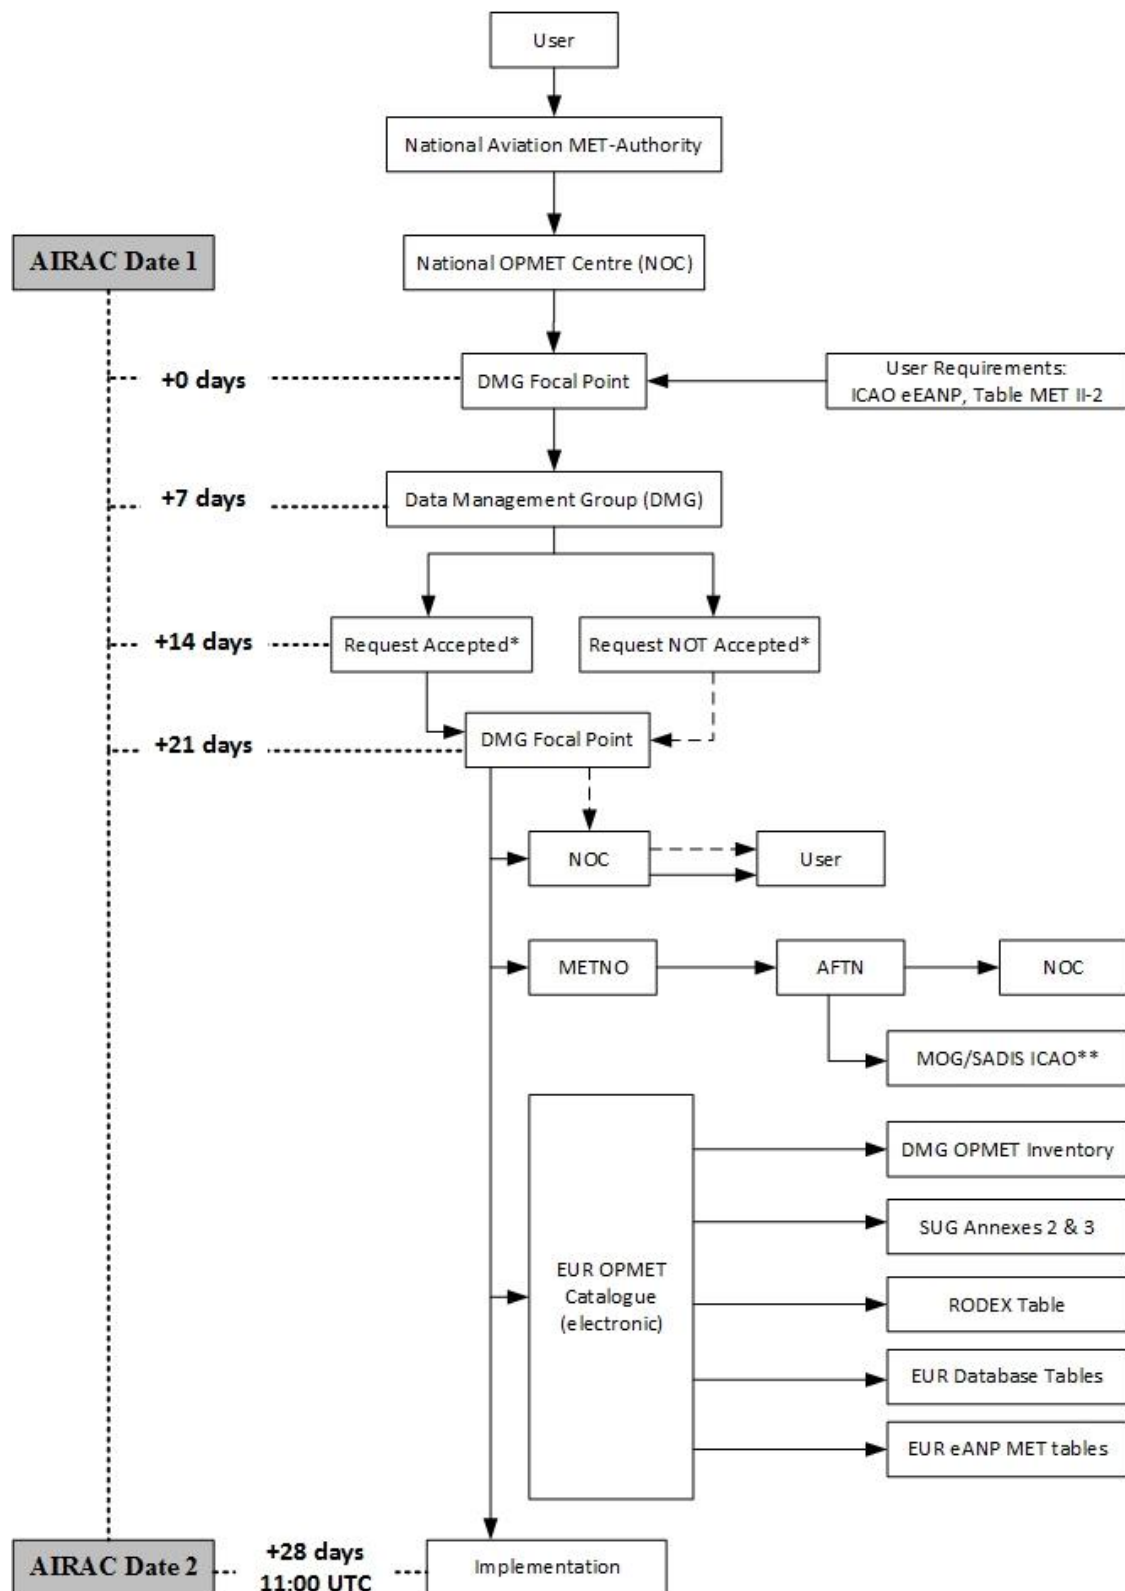 User
National Aviation MET-Authority
AIRAC Date 1
National OPMET Centre (NOC)
+0 days
DMG Focal Point
User Requirements:
ICAO eEANP, Table MET II-2
+7 days
Data Management Group (DMG)
+14 days
Request Accepted*
Request NOT Accepted*
+21 days
DMG Focal Point
NOC
User
METNO
AFTN
NOC
MOG/SADIS ICAO**
EUR OPMET
Catalogue
(electronic)
DMG OPMET Inventory
SUG Annexes 2 & 3
RODEX Table
EUR Database Tables
EUR eANP MET tables
AIRAC Date 2
+28 days
11:00 UTC
Implementation